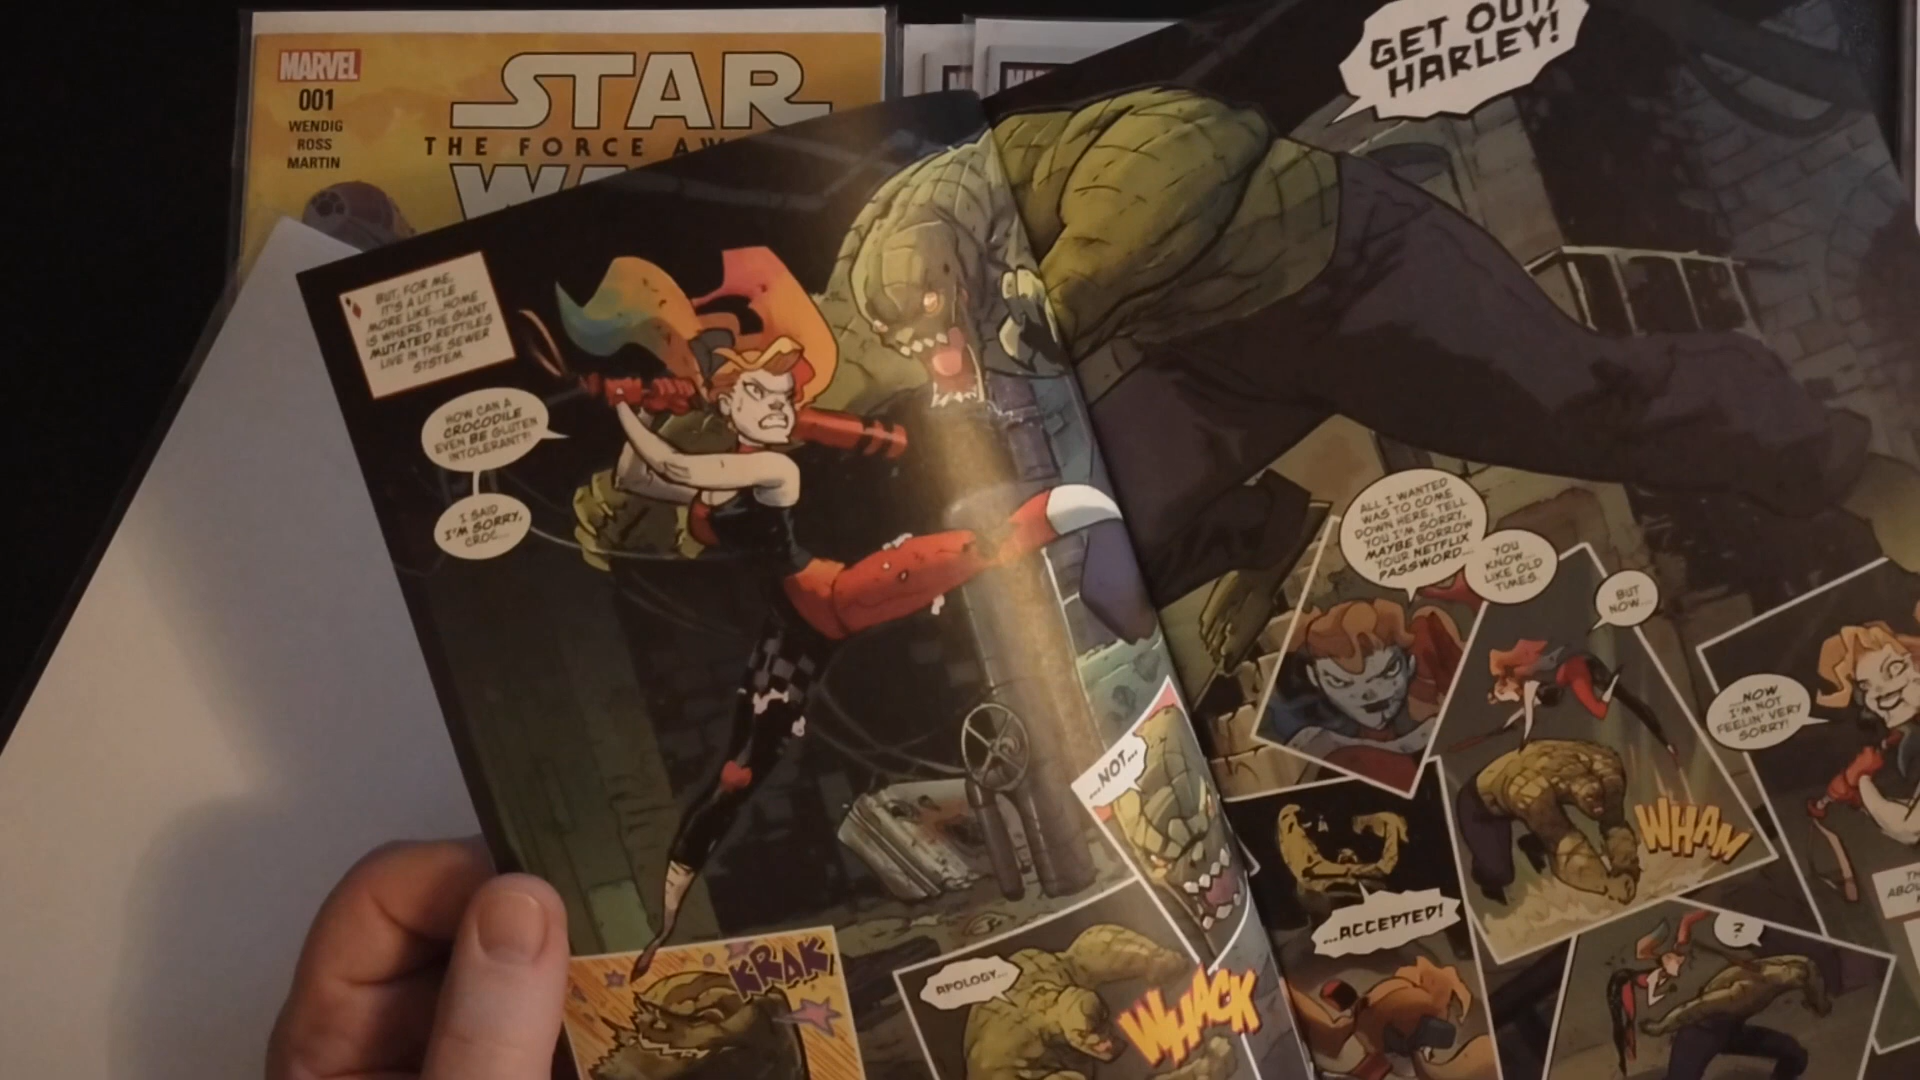 MARVEL
001
WENDIG
ROSS
MARTIN
STAR
THE FORCE
GET OUT,
HARLEY!
BUT, FOR ME,
IT'S A LITTLE
MORE LIKE...HOME
IS WHERE THE GIANT
MUTATED REPTILES
LIVE IN THE SEWER
SYSTEM.
HOW CAN A
CROCODILE
EVEN BE GLUTEN
INTOLERANT?!
I SAID
I'M SORRY,
CROC...
ALL I WANTED
WAS TO COME
DOWN HERE, TELL
YOU I'M SORRY,
MAYBE BORROW
YOUR NETFLIX
PASSWORD...
YOU
KNOW...
LIKE OLD
TIMES.
BUT
NOW...
...NOW
I'M NOT
FEELIN' VERY
SORRY!
KRAK
APOLOGY...
WHACK
...NOT...
...ACCEPTED!
WHAM
?